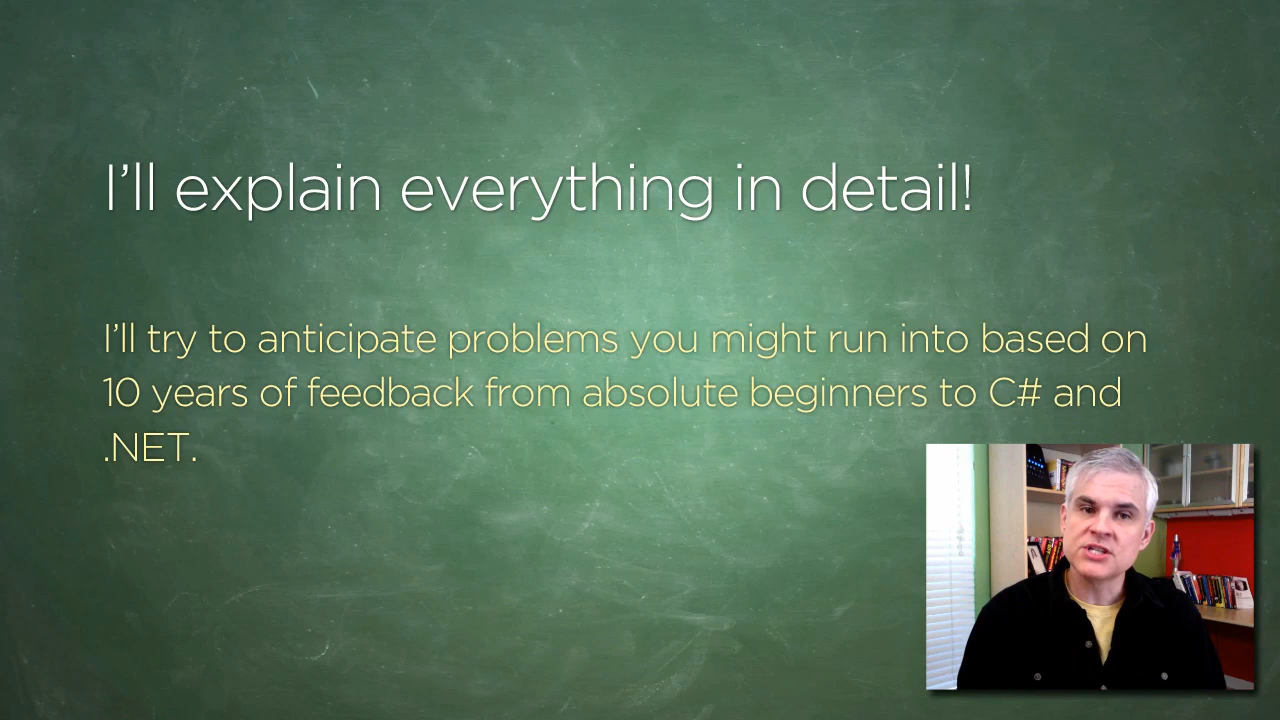 I’ll explain everything in detail!
I’ll try to anticipate problems you might run into based on
10 years of feedback from absolute beginners to C# and
.NET.